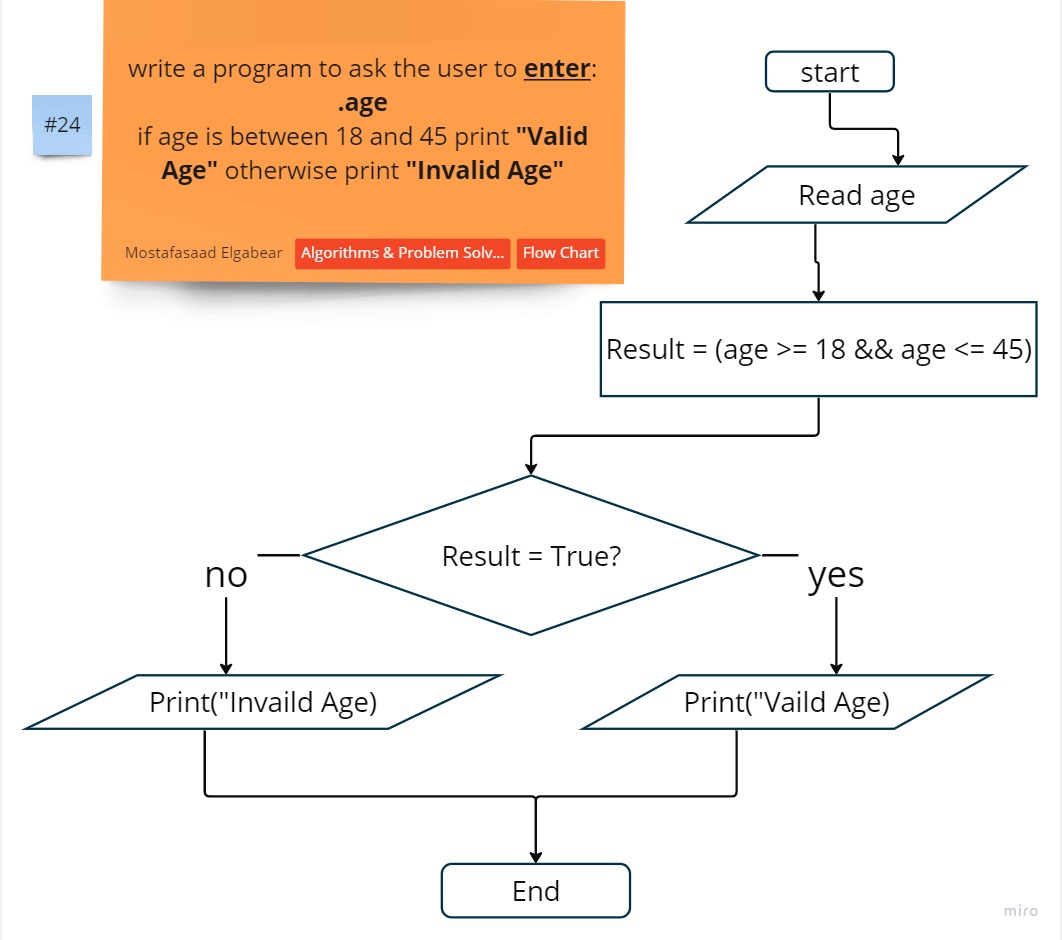 #24
write a program to ask the user to enter:
.age
if age is between 18 and 45 print "Valid
Age" otherwise print "Invalid Age"
Mostafasaad Elgabear Algorithms & Problem Solv... Flow Chart
start
Read age
Result = (age >= 18 && age <= 45)
Result = True?
no
yes
Print("Invaild Age)
Print("Vaild Age)
End
miro